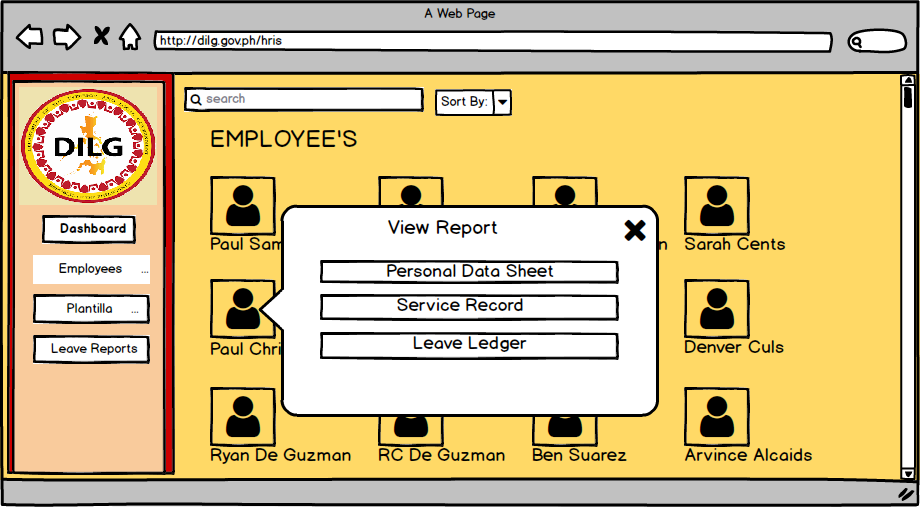 A Web Page
http://dilg.gov.ph/hris
search
Sort By:
DILG
EMPLOYEE'S
Dashboard
Employees ...
Plantilla ...
Leave Reports
Paul Sam
n
Sarah Cents
View Report
Personal Data Sheet
Service Record
Leave Ledger
Paul Chri
Denver Culs
Ryan De Guzman
RC De Guzman
Ben Suarez
Arvince Alcaids